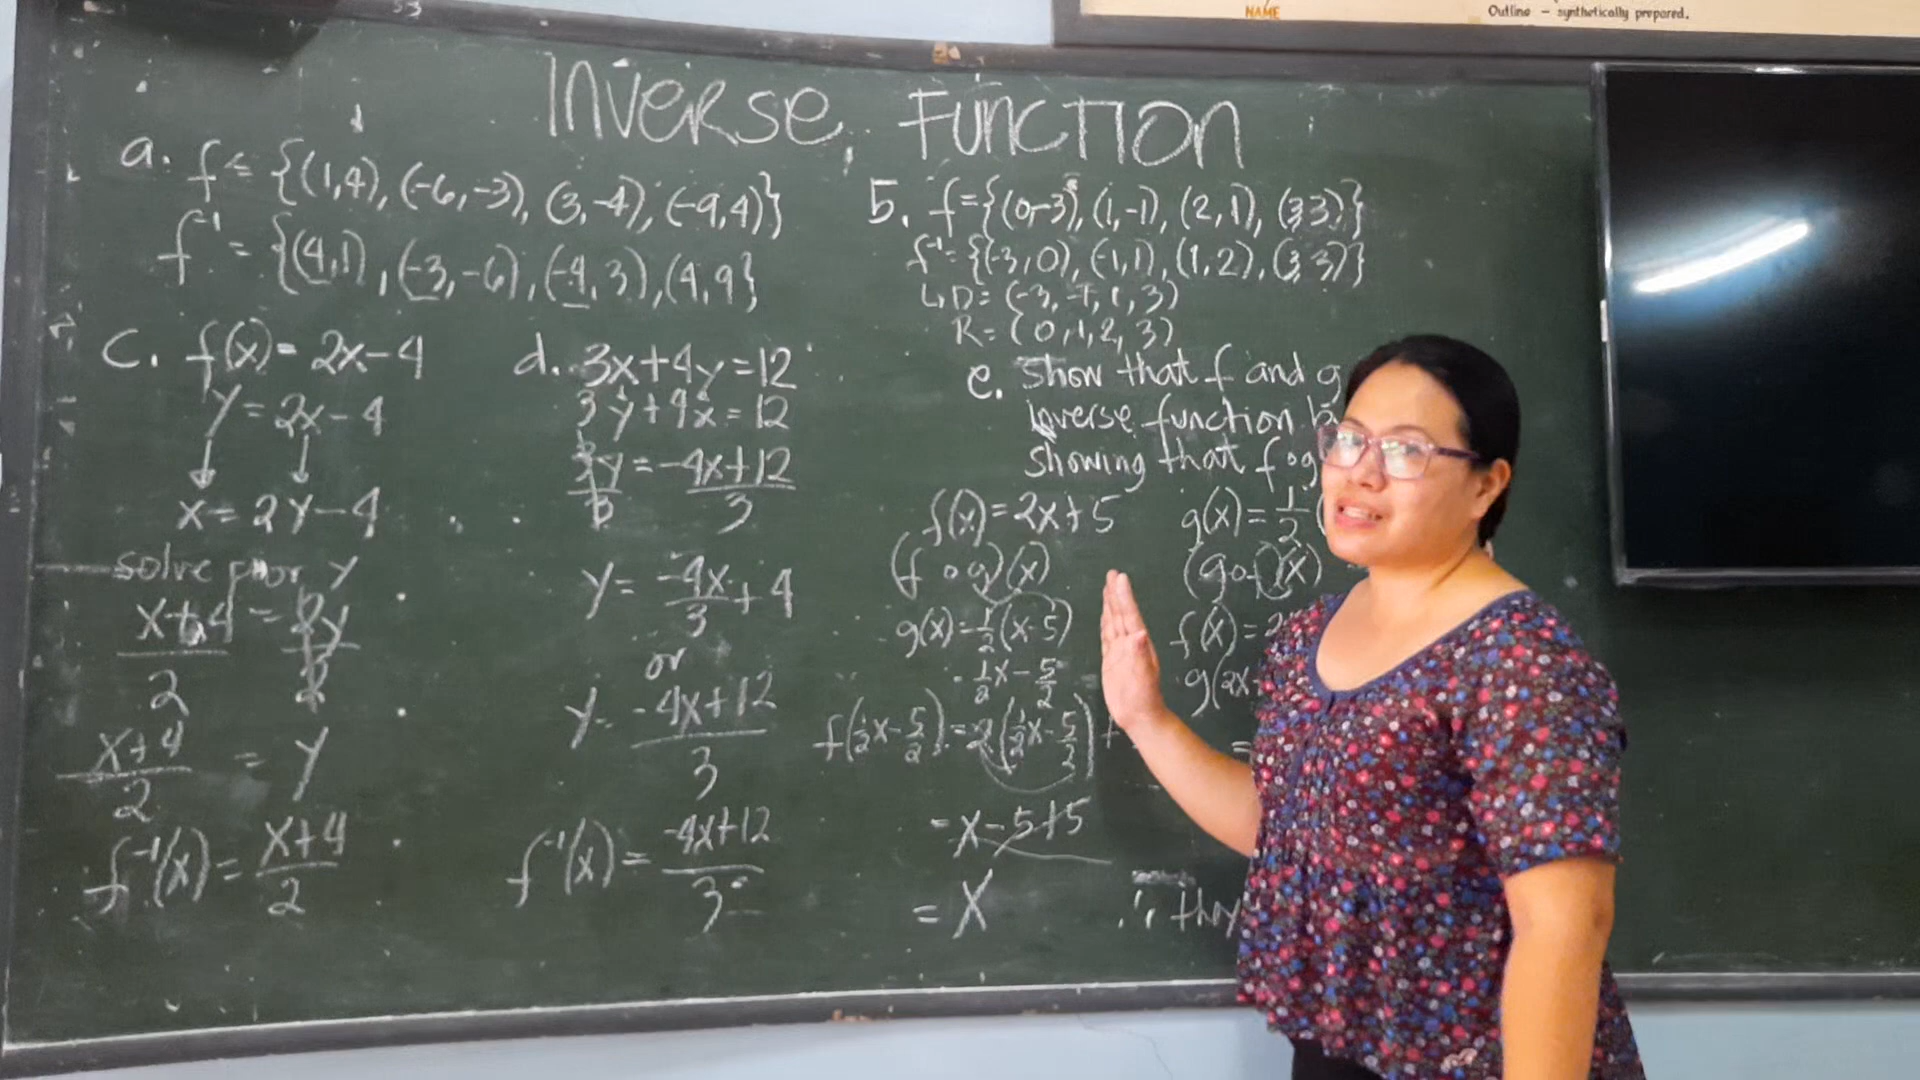 NAME
Outline - synthetically prepared.
INVERSE FUNCTION
a. f = {(1,4), (-6,-3), (3,-4), (-9,4)}
f⁻¹ = {(4,1), (-3,-6), (-4,3), (4,9}
C. f(x) = 2x-4
y = 2x-4
x = 2y-4
solve for y
x+4 = 2y
2 2
x+4 = y
2
f⁻¹(x) = x+4
2
d. 3x+4y=12
3y+4x=12
3y = -4x+12
3 3
y = -4x + 4
3
or
y = -4x+12
3
f⁻¹(x) = -4x+12
3
5. f={(0,-3), (1,-1), (2,1), (3,3)}
f⁻¹={(-3,0), (-1,1), (1,2), (3,3)}
D= (-3,-1,1,3)
R= (0,1,2,3)
e. Show that f and g
inverse function
showing that f o g
f(x) = 2x+5
(f o g)(x)
g(x) = 1/2(x-5)
= 1/2x - 5/2
f(1/2x - 5/2) = 2(1/2x - 5/2) +
= x-5+5
= x
g(x) = 1/2(
(g o f)(x)
f(x) = 2
g(2x
=
∴ they